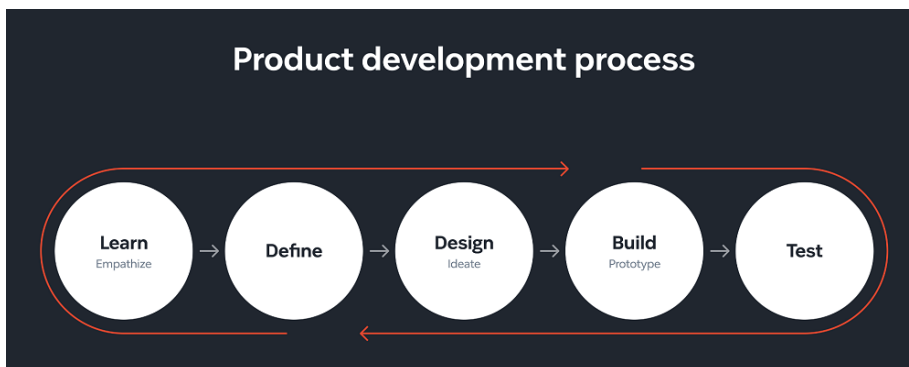 Product development process
Learn
Empathize
Define
Design
Ideate
Build
Prototype
Test